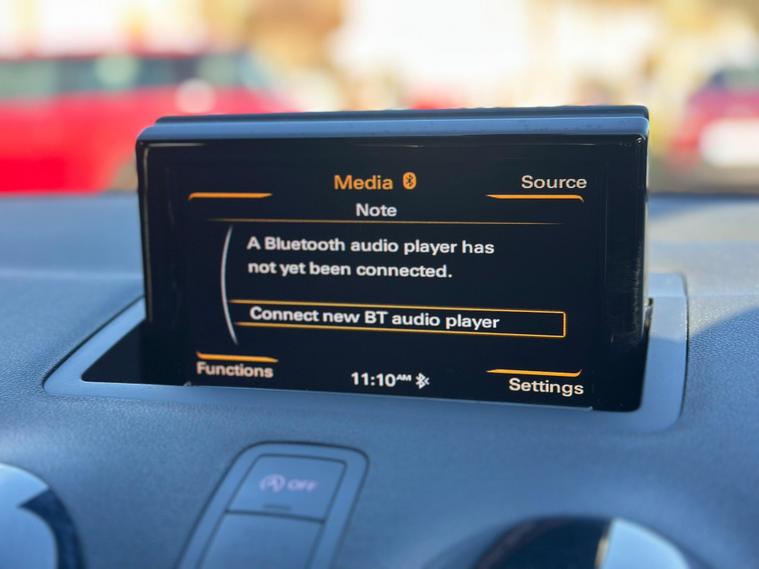 Media
Source
Note
A Bluetooth audio player has
not yet been connected.
Connect new BT audio player
Functions
11:10AM
Settings
A OFF